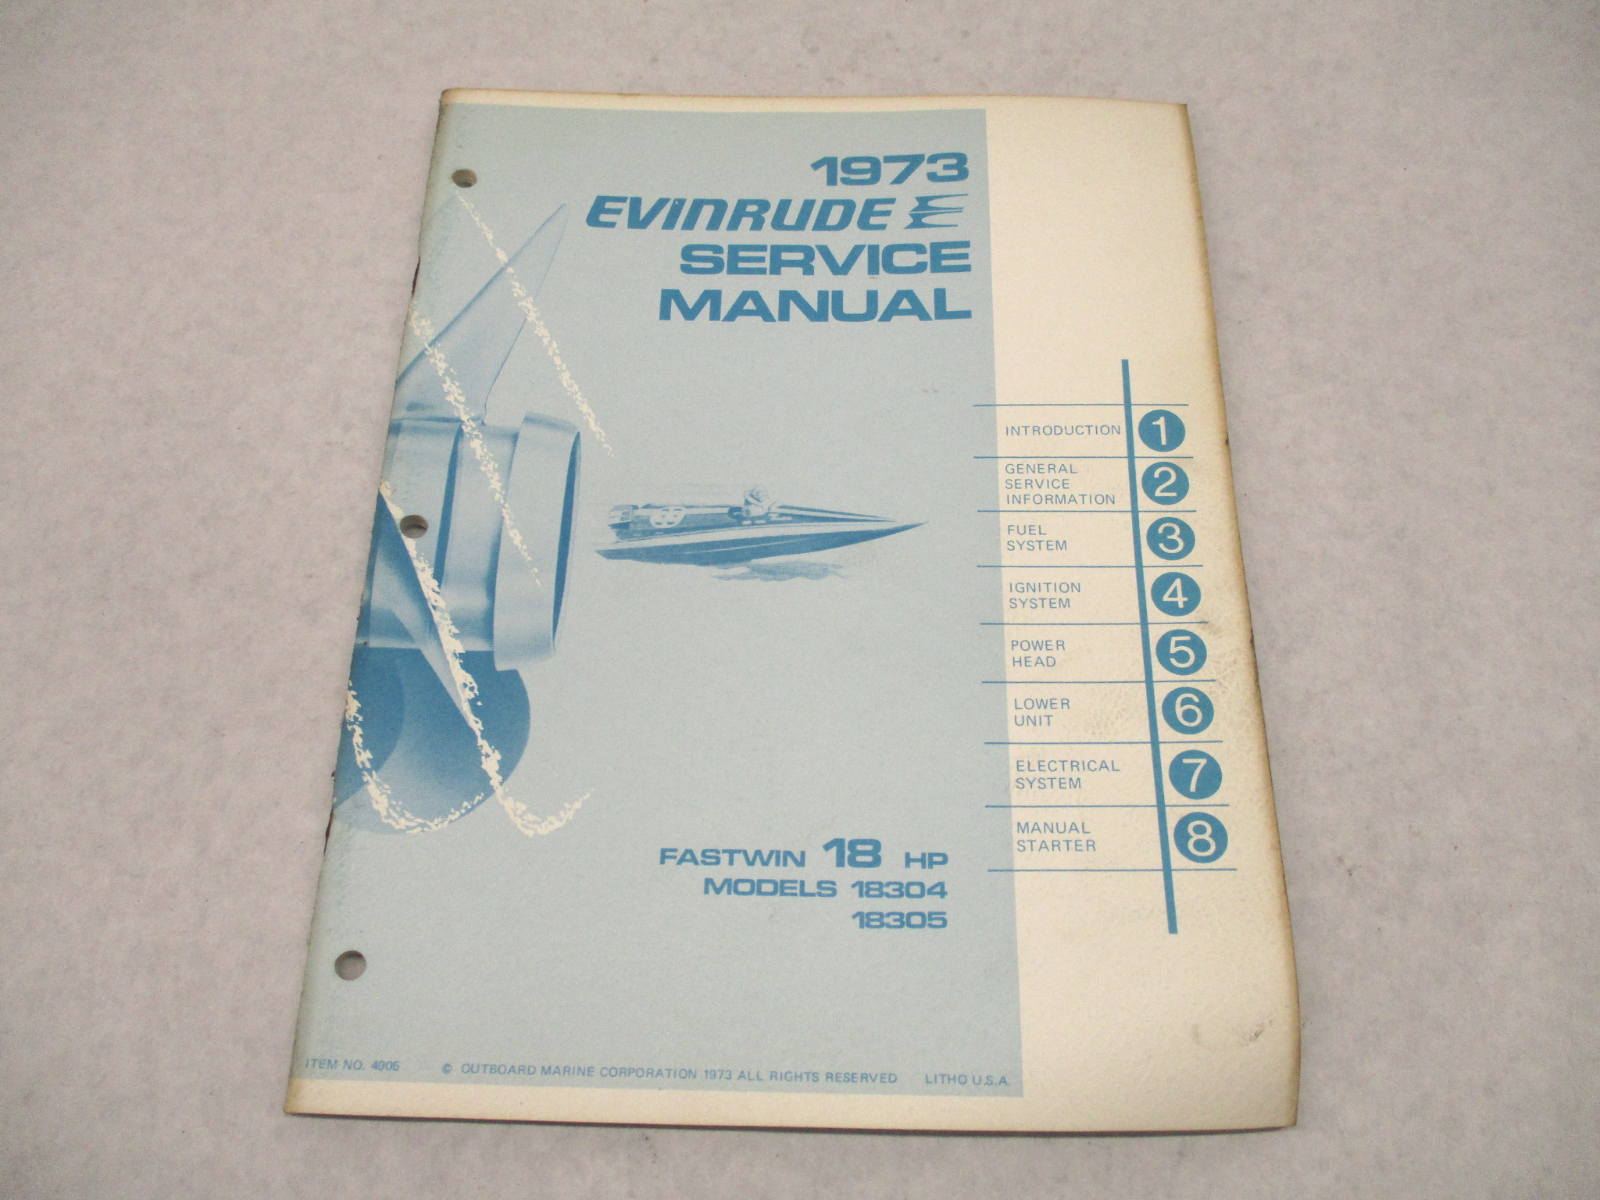 1973
EVINRUDE E
SERVICE
MANUAL
INTRODUCTION 1
GENERAL
SERVICE
INFORMATION 2
FUEL
SYSTEM 3
IGNITION
SYSTEM 4
POWER
HEAD 5
LOWER
UNIT 6
ELECTRICAL
SYSTEM 7
MANUAL
STARTER 8
FASTWIN 18 HP
MODELS 18304
18305
ITEM NO. 4905 © OUTBOARD MARINE CORPORATION 1973 ALL RIGHTS RESERVED LITHO U.S.A.